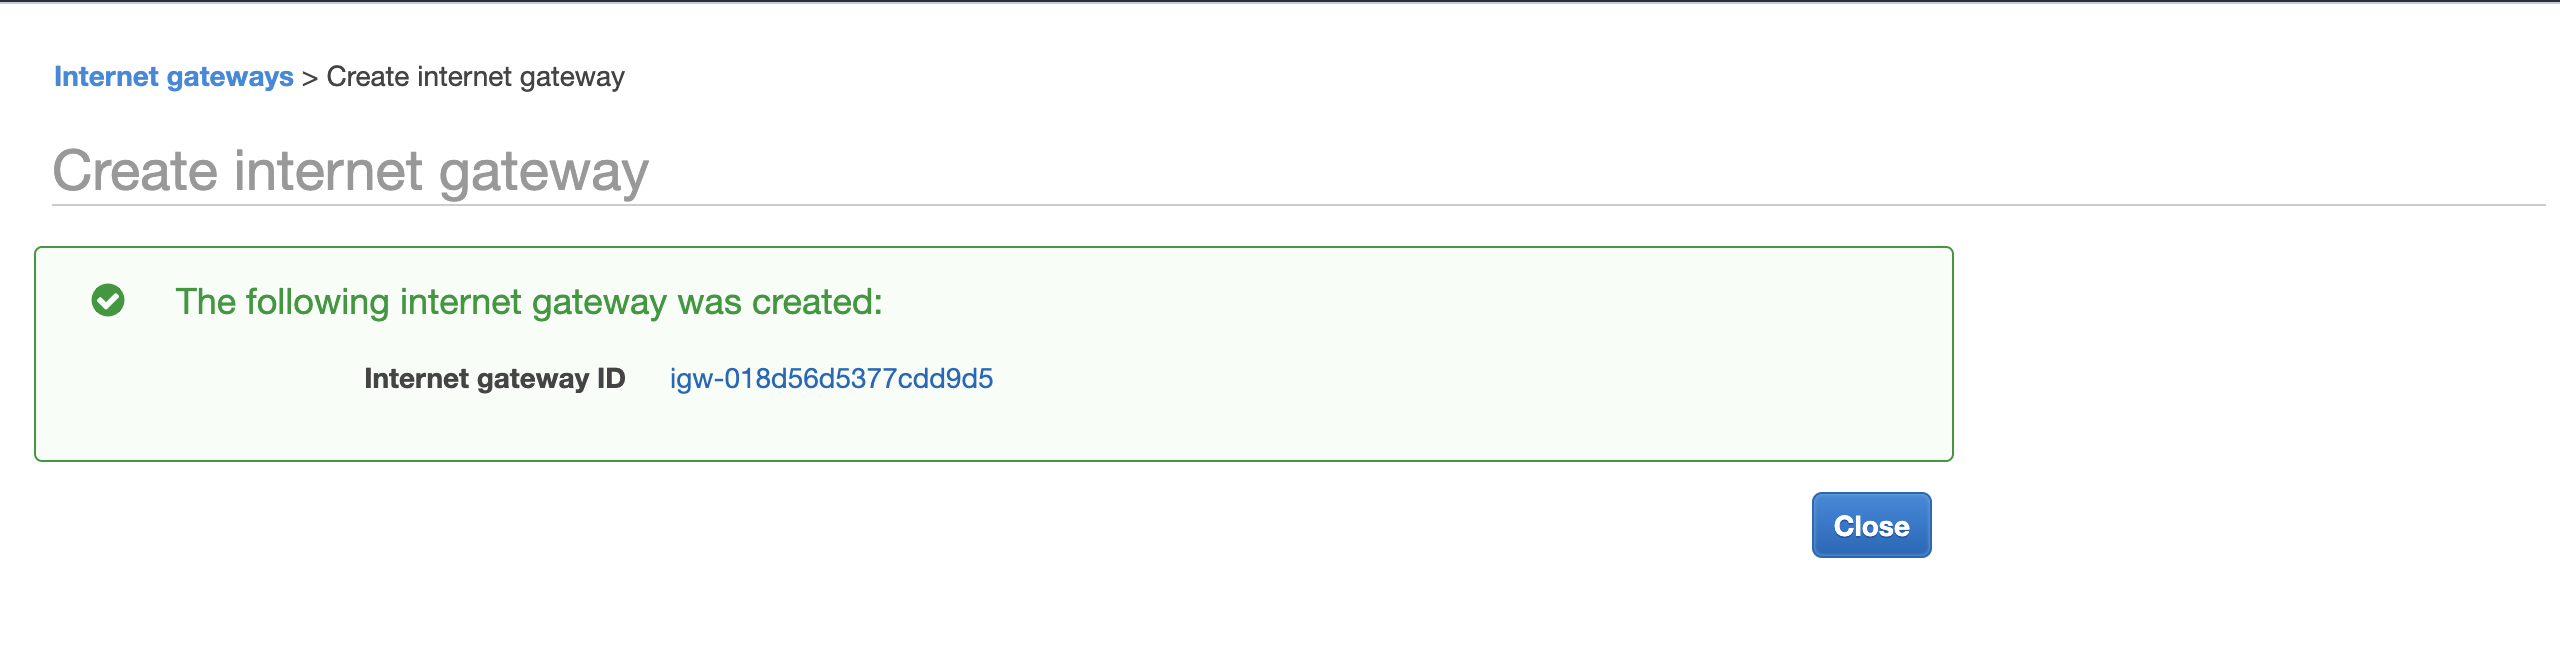 Internet gateways > Create internet gateway
Create internet gateway
The following internet gateway was created:
Internet gateway ID igw-018d56d5377cdd9d5
Close